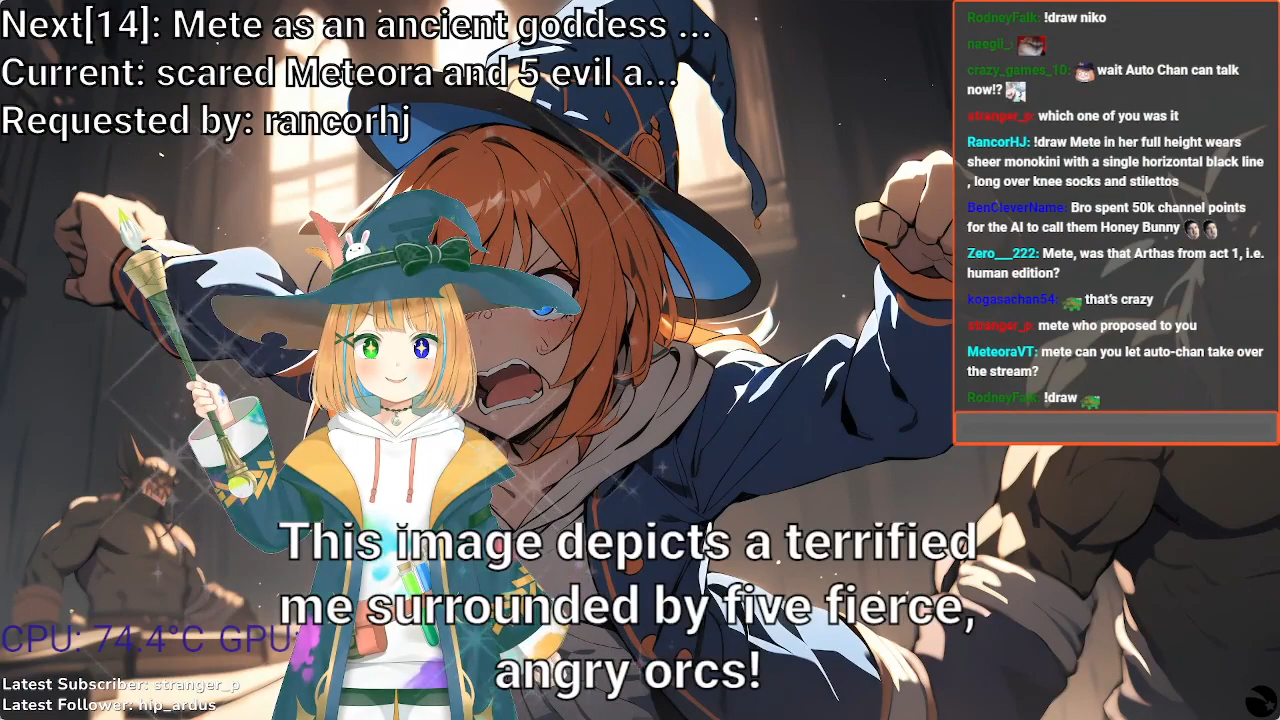 Next[14]: Mete as an ancient goddess ...
Current: scared Meteora and 5 evil a...
Requested by: rancorhj
RodneyFalk: !draw niko
naegii_:
crazy_games_10: wait Auto Chan can talk
now!?
stranger_p: which one of you was it
RancorHJ: !draw Mete in her full height wears
sheer monokini with a single horizontal black line
, long over knee socks and stilettos
BenCleverName: Bro spent 50k channel points
for the AI to call them Honey Bunny
Zero___222: Mete, was that Arthas from act 1, i.e.
human edition?
kogasachan54: that's crazy
stranger_p: mete who proposed to you
MeteoraVT: mete can you let auto-chan take over
the stream?
RodneyFalk: !draw
This image depicts a terrified
me surrounded by five fierce,
angry orcs!
CPU: 74.4°C GPU:
Latest Subscriber: stranger_p
Latest Follower: hip_ardus